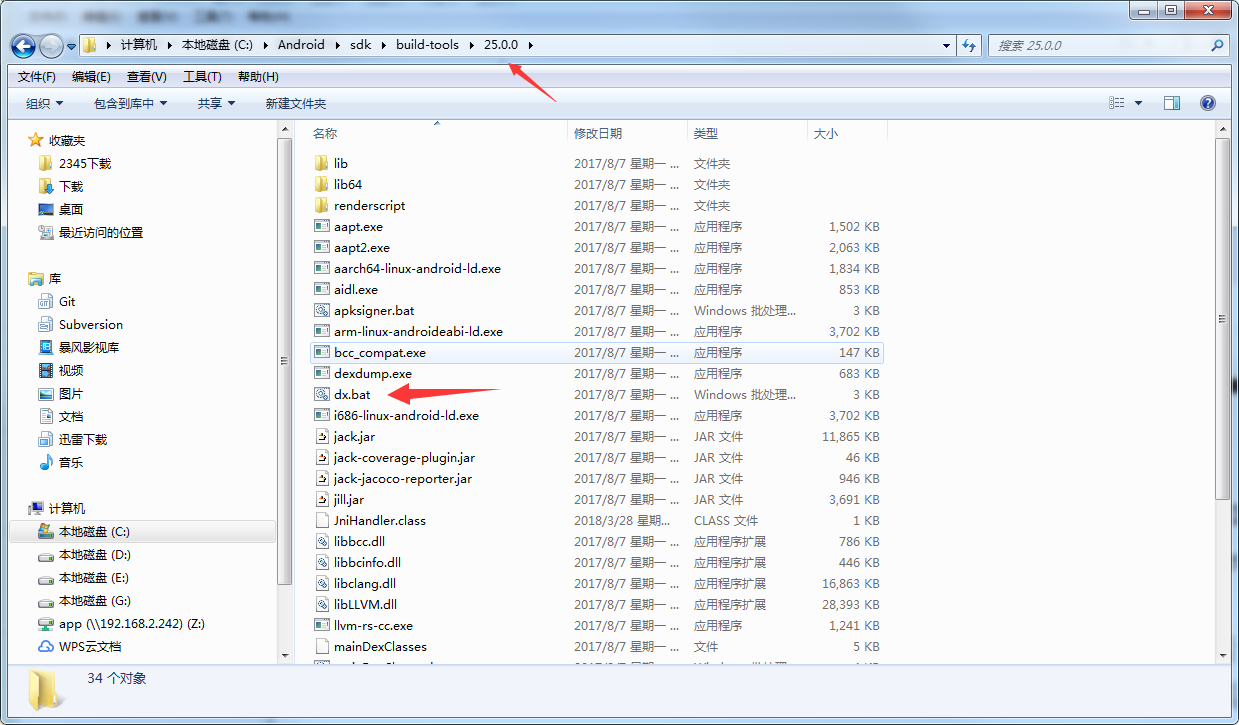 计算机 本地磁盘 (C:) Android sdk build-tools 25.0.0 搜索 25.0.0
文件(F) 编辑(E) 查看(V) 工具(T) 帮助(H)
组织 包含到库中 共享 新建文件夹
收藏夹
2345下载
下载
桌面
最近访问的位置
库
Git
Subversion
暴风影视库
视频
图片
文档
迅雷下载
音乐
计算机
本地磁盘 (C:)
本地磁盘 (D:)
本地磁盘 (E:)
本地磁盘 (G:)
app (\\192.168.2.242) (Z:)
WPS云文档
名称 修改日期 类型 大小
lib 2017/8/7 星期一 ... 文件夹
lib64 2017/8/7 星期一 ... 文件夹
renderscript 2017/8/7 星期一 ... 文件夹
aapt.exe 2017/8/7 星期一 ... 应用程序 1,502 KB
aapt2.exe 2017/8/7 星期一 ... 应用程序 2,063 KB
aarch64-linux-android-ld.exe 2017/8/7 星期一 ... 应用程序 1,834 KB
aidl.exe 2017/8/7 星期一 ... 应用程序 853 KB
apksigner.bat 2017/8/7 星期一 ... Windows 批处理... 3 KB
arm-linux-androideabi-ld.exe 2017/8/7 星期一 ... 应用程序 3,702 KB
bcc_compat.exe 2017/8/7 星期一 ... 应用程序 147 KB
dexdump.exe 2017/8/7 星期一 ... 应用程序 683 KB
dx.bat 2017/8/7 星期一 ... Windows 批处理... 3 KB
i686-linux-android-ld.exe 2017/8/7 星期一 ... 应用程序 3,702 KB
jack.jar 2017/8/7 星期一 ... JAR 文件 11,865 KB
jack-coverage-plugin.jar 2017/8/7 星期一 ... JAR 文件 46 KB
jack-jacoco-reporter.jar 2017/8/7 星期一 ... JAR 文件 946 KB
jill.jar 2017/8/7 星期一 ... JAR 文件 3,691 KB
JniHandler.class 2018/3/28 星期... CLASS 文件 1 KB
libbcc.dll 2017/8/7 星期一 ... 应用程序扩展 786 KB
libbcinfo.dll 2017/8/7 星期一 ... 应用程序扩展 446 KB
libclang.dll 2017/8/7 星期一 ... 应用程序扩展 16,863 KB
libLLVM.dll 2017/8/7 星期一 ... 应用程序扩展 28,393 KB
llvm-rs-cc.exe 2017/8/7 星期一 ... 应用程序 1,241 KB
mainDexClasses 2017/8/7 星期一 ... 文件 5 KB
34 个对象